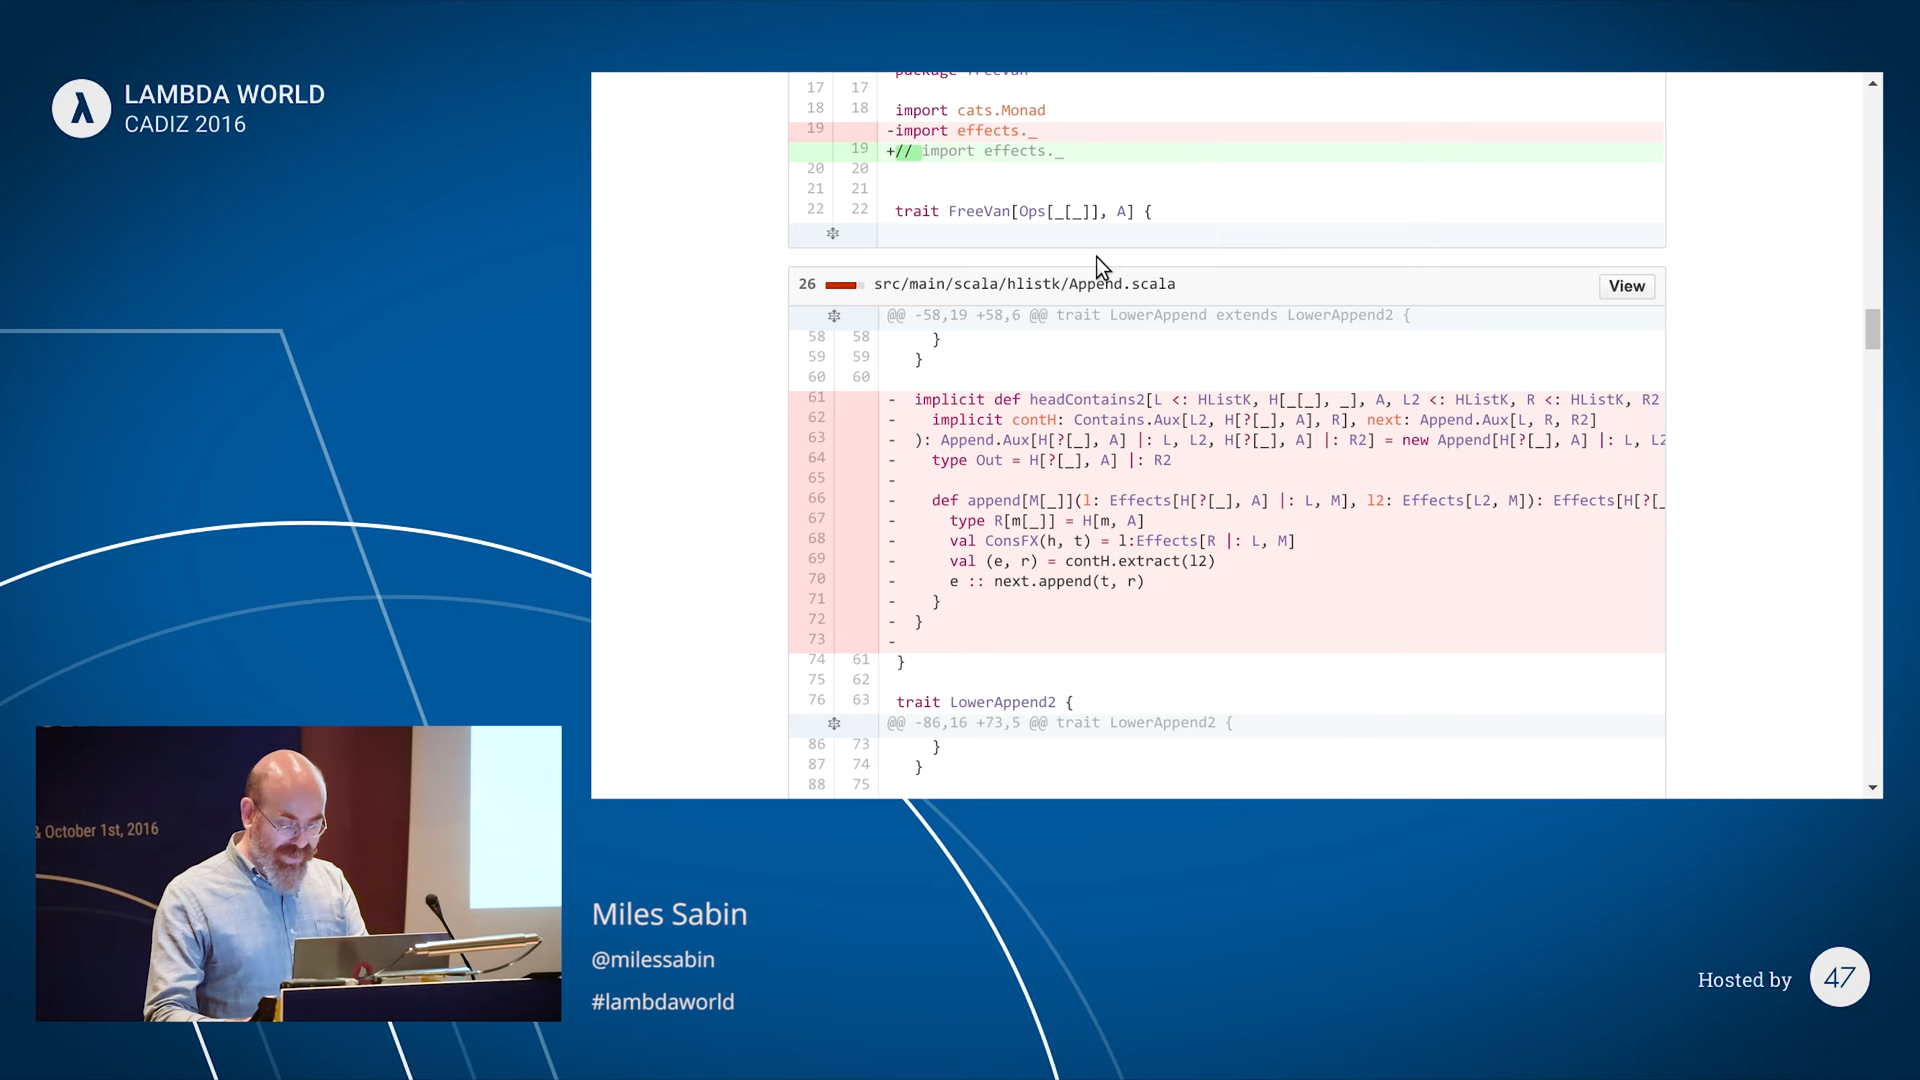 LAMBDA WORLD
CADIZ 2016
17 17
18 18 import cats.Monad
19 -import effects._
19 +// import effects._
20 20
21 21
22 22 trait FreeVan[Ops[_[_]], A] {
26 src/main/scala/hlistk/Append.scala View
@@ -58,19 +58,6 @@ trait LowerAppend extends LowerAppend2 {
58 58 }
59 59 }
60 60
61 - implicit def headContains2[L <: HListK, H[_[_], _], A, L2 <: HListK, R <: HListK, R2
62 - implicit contH: Contains.Aux[L2, H[?[_], A], R], next: Append.Aux[L, R, R2]
63 - ): Append.Aux[H[?[_], A] |: L, L2, H[?[_], A] |: R2] = new Append[H[?[_], A] |: L, L2
64 - type Out = H[?[_], A] |: R2
65 -
66 - def append[M[_]](l: Effects[H[?[_], A] |: L, M], l2: Effects[L2, M]): Effects[H[?[_
67 - type R[m[_]] = H[m, A]
68 - val ConsFX(h, t) = l:Effects[R |: L, M]
69 - val (e, r) = contH.extract(l2)
70 - e :: next.append(t, r)
71 - }
72 - }
73 -
74 61 }
75 62
76 63 trait LowerAppend2 {
@@ -86,16 +73,5 @@ trait LowerAppend2 {
86 73 }
87 74 }
88 75
& October 1st, 2016
Miles Sabin
@milessabin
#lambdaworld
Hosted by 47